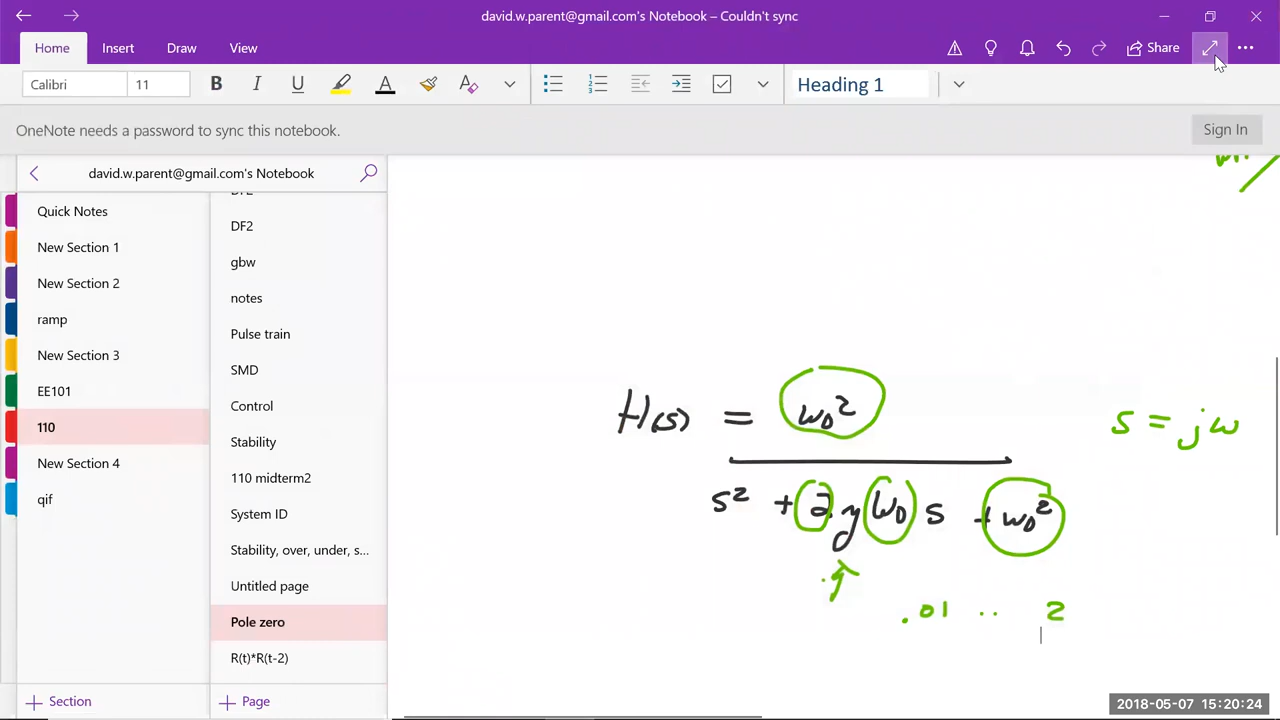 david.w.parent@gmail.com's Notebook – Couldn't sync
Home Insert Draw View Share
Calibri 11 B I U A A Heading 1
OneNote needs a password to sync this notebook. Sign In
david.w.parent@gmail.com's Notebook
Quick Notes
New Section 1
New Section 2
ramp
New Section 3
EE101
110
New Section 4
qif
+ Section
DF2
DF2
gbw
notes
Pulse train
SMD
Control
Stability
110 midterm2
System ID
Stability, over, under, s...
Untitled page
Pole zero
R(t)*R(t-2)
+ Page
H(s) = ω₀²
s² + 2γω₀s + ω₀²
s = jω
.01 .. 2
2018-05-07 15:20:24